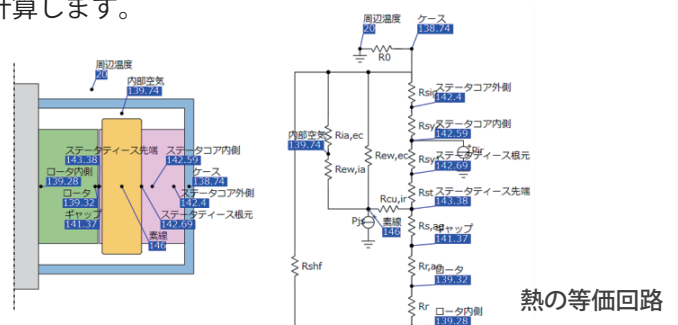 計算します。
周辺温度
20
内部空気
139.74
ステータティース先端
143.38
ステータコア内側
142.59
ロータ内側
139.28
ケース
138.74
ロータ
139.32
ステータコア外側
142.4
ギャップ
141.37
ステータティース根元
142.69
素線
146
周辺温度
20
ケース
138.74
R0
ステータコア外側
142.4
ステータコア内側
142.59
内部空気
139.74
Ria,ec
Rew,ec
ステータティース根元
142.69
Rew,ia
Rcu,ir
Rst
ステータティース先端
143.38
素線
146
ギャップ
141.37
Rshf
ロータ
139.32
Rr
ロータ内側
139.28
熱の等価回路